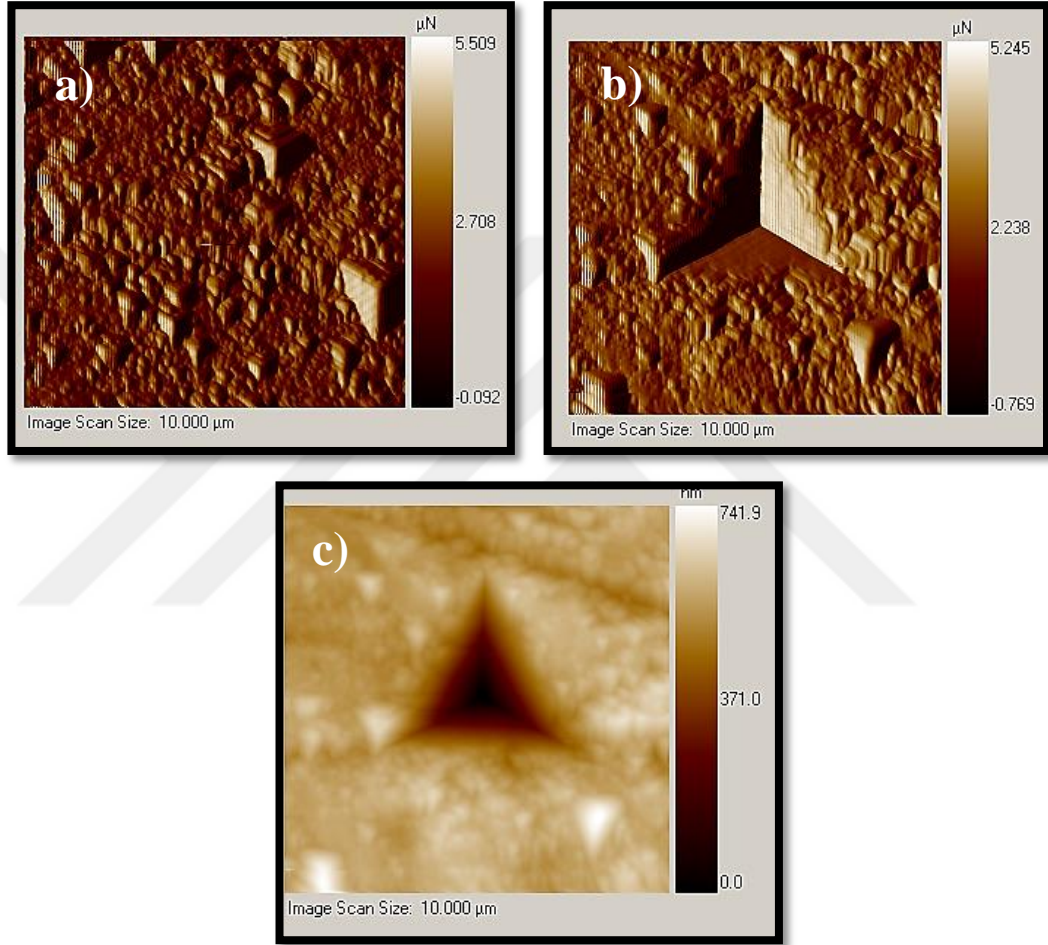 a)
µN
5.509
2.708
-0.092
Image Scan Size: 10.000 µm
b)
µN
5.245
2.238
-0.769
Image Scan Size: 10.000 µm
c)
nm
741.9
371.0
0.0
Image Scan Size: 10.000 µm